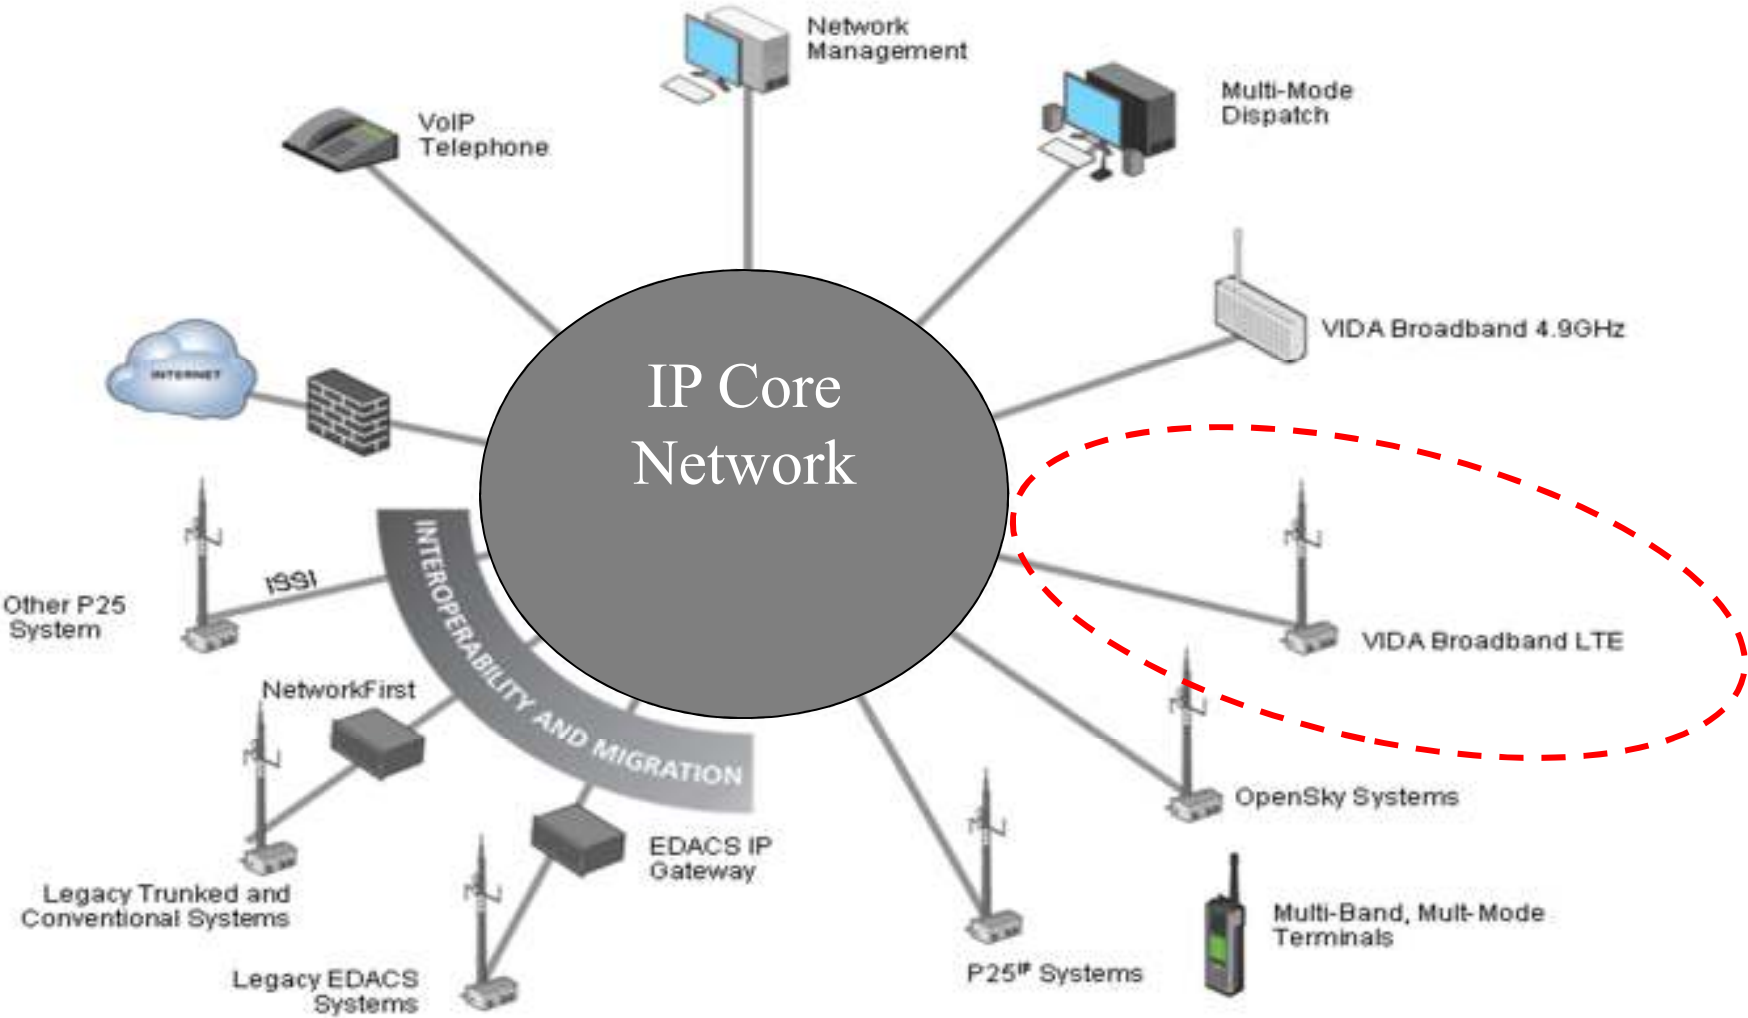 Network
Management
Multi-Mode
Dispatch
VoIP
Telephone
VIDA Broadband 4.9GHz
INTERNET
IP Core
Network
INTEROPERABILITY AND MIGRATION
Other P25
System
VIDA Broadband LTE
NetworkFirst
OpenSky Systems
EDACS IP
Gateway
Legacy Trunked and
Conventional Systems
Multi-Band, Mult-Mode
Terminals
P25ᴵᴾ Systems
Legacy EDACS
Systems